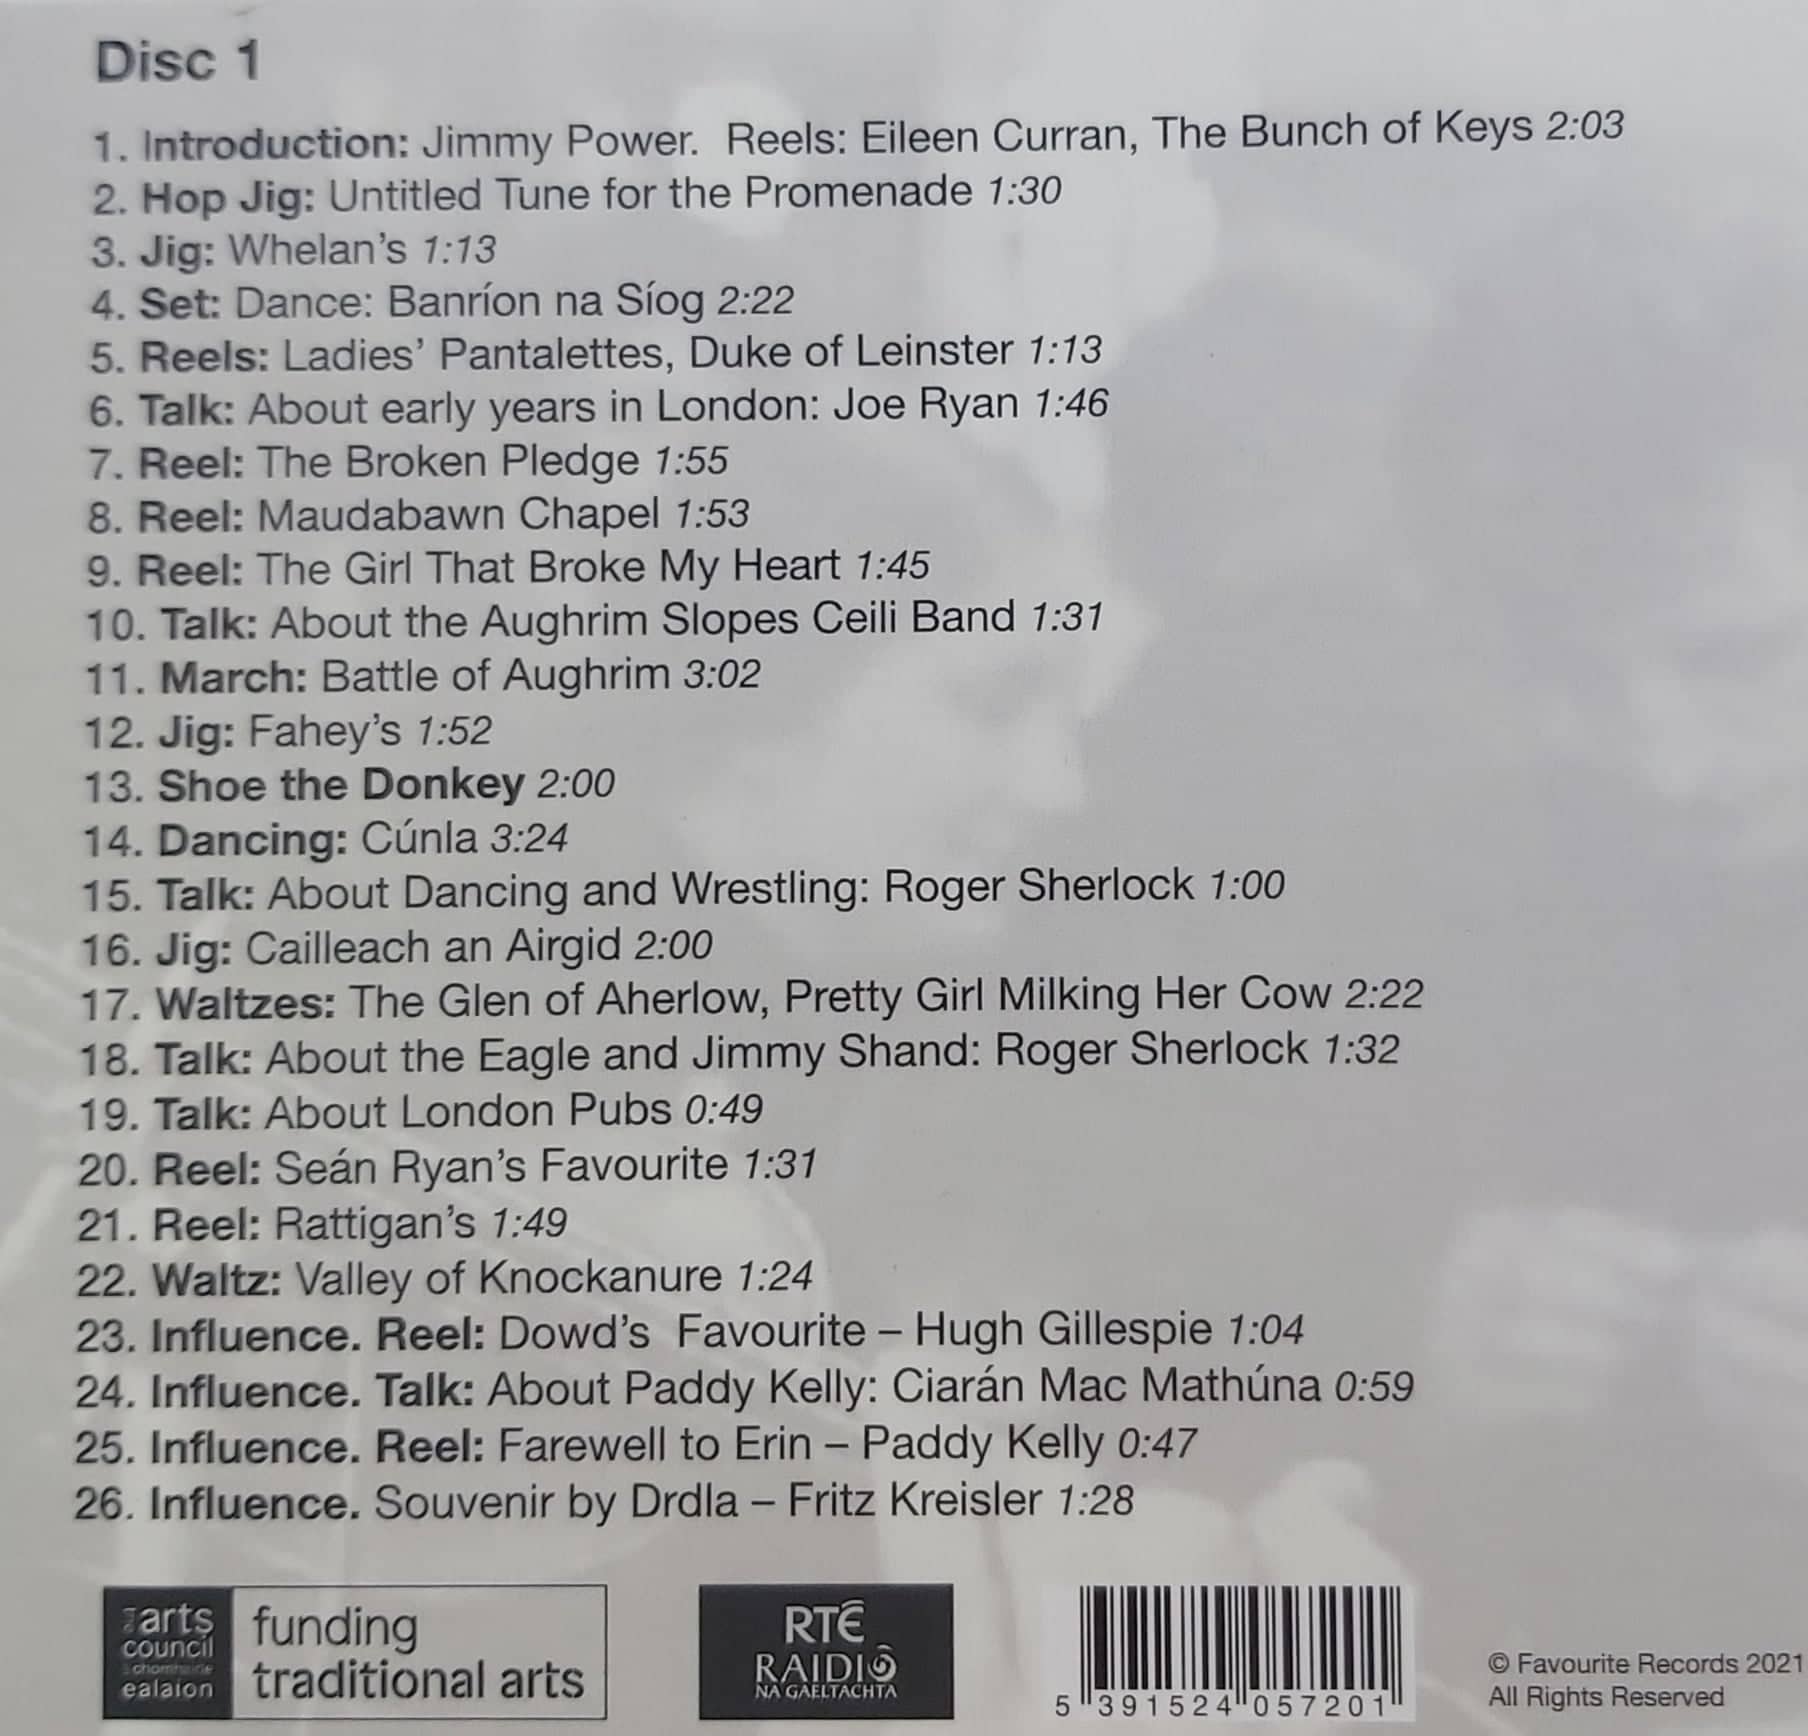 Disc 1
1. Introduction: Jimmy Power.  Reels: Eileen Curran, The Bunch of Keys 2:03
2. Hop Jig: Untitled Tune for the Promenade 1:30
3. Jig: Whelan’s 1:13
4. Set: Dance: Banríon na Síog 2:22
5. Reels: Ladies’ Pantalettes, Duke of Leinster 1:13
6. Talk: About early years in London: Joe Ryan 1:46
7. Reel: The Broken Pledge 1:55
8. Reel: Maudabawn Chapel 1:53
9. Reel: The Girl That Broke My Heart 1:45
10. Talk: About the Aughrim Slopes Ceili Band 1:31
11. March: Battle of Aughrim 3:02
12. Jig: Fahey’s 1:52
13. Shoe the Donkey 2:00
14. Dancing: Cúnla 3:24
15. Talk: About Dancing and Wrestling: Roger Sherlock 1:00
16. Jig: Cailleach an Airgid 2:00
17. Waltzes: The Glen of Aherlow, Pretty Girl Milking Her Cow 2:22
18. Talk: About the Eagle and Jimmy Shand: Roger Sherlock 1:32
19. Talk: About London Pubs 0:49
20. Reel: Seán Ryan’s Favourite 1:31
21. Reel: Rattigan’s 1:49
22. Waltz: Valley of Knockanure 1:24
23. Influence. Reel: Dowd’s  Favourite – Hugh Gillespie 1:04
24. Influence. Talk: About Paddy Kelly: Ciarán Mac Mathúna 0:59
25. Influence. Reel: Farewell to Erin – Paddy Kelly 0:47
26. Influence. Souvenir by Drdla – Fritz Kreisler 1:28
arts
council
chomhairle
ealaíon
funding
traditional arts
RTÉ
RAIDIÓ
NA GAELTACHTA
5 391524 057201
© Favourite Records 2021
All Rights Reserved